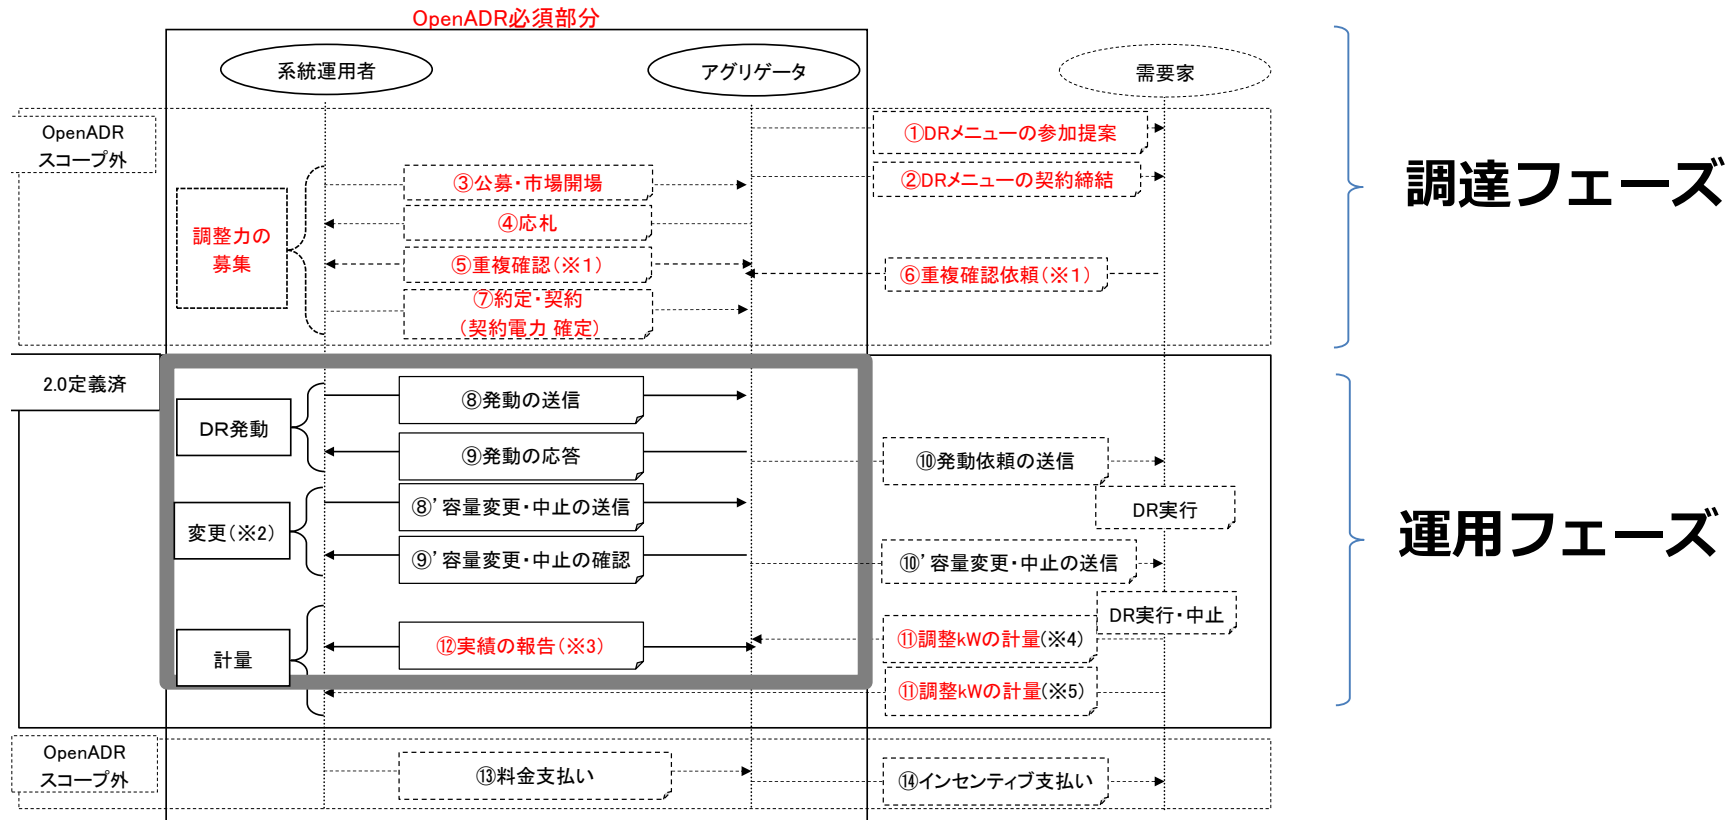 OpenADR必須部分
系統運用者
アグリゲータ
需要家
OpenADR
スコープ外
①DRメニューの参加提案
②DRメニューの契約締結
③公募・市場開場
④応札
調整力の
募集
⑤重複確認(※1)
⑥重複確認依頼(※1)
⑦約定・契約
(契約電力 確定)
調達フェーズ
2.0定義済
DR発動
⑧発動の送信
⑨発動の応答
⑩発動依頼の送信
DR実行
変更(※2)
⑧’容量変更・中止の送信
⑨’容量変更・中止の確認
⑩’容量変更・中止の送信
DR実行・中止
計量
⑫実績の報告(※3)
⑪調整kWの計量(※4)
⑪調整kWの計量(※5)
運用フェーズ
OpenADR
スコープ外
⑬料金支払い
⑭インセンティブ支払い